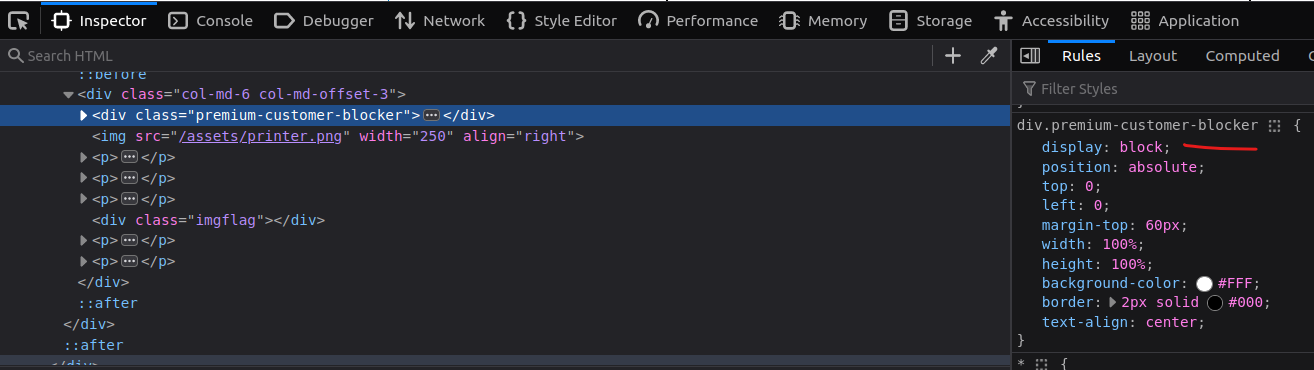 Inspector Console Debugger Network Style Editor Performance Memory Storage Accessibility Application
Search HTML
::before
<div class="col-md-6 col-md-offset-3">
<div class="premium-customer-blocker">⋯</div>
<img src="/assets/printer.png" width="250" align="right">
<p>⋯</p>
<p>⋯</p>
<p>⋯</p>
<div class="imgflag"></div>
<p>⋯</p>
<p>⋯</p>
</div>
::after
</div>
::after
</div>
Rules Layout Computed
Filter Styles
}
div.premium-customer-blocker {
display: block;
position: absolute;
top: 0;
left: 0;
margin-top: 60px;
width: 100%;
height: 100%;
background-color: #FFF;
border: 2px solid #000;
text-align: center;
}
* {